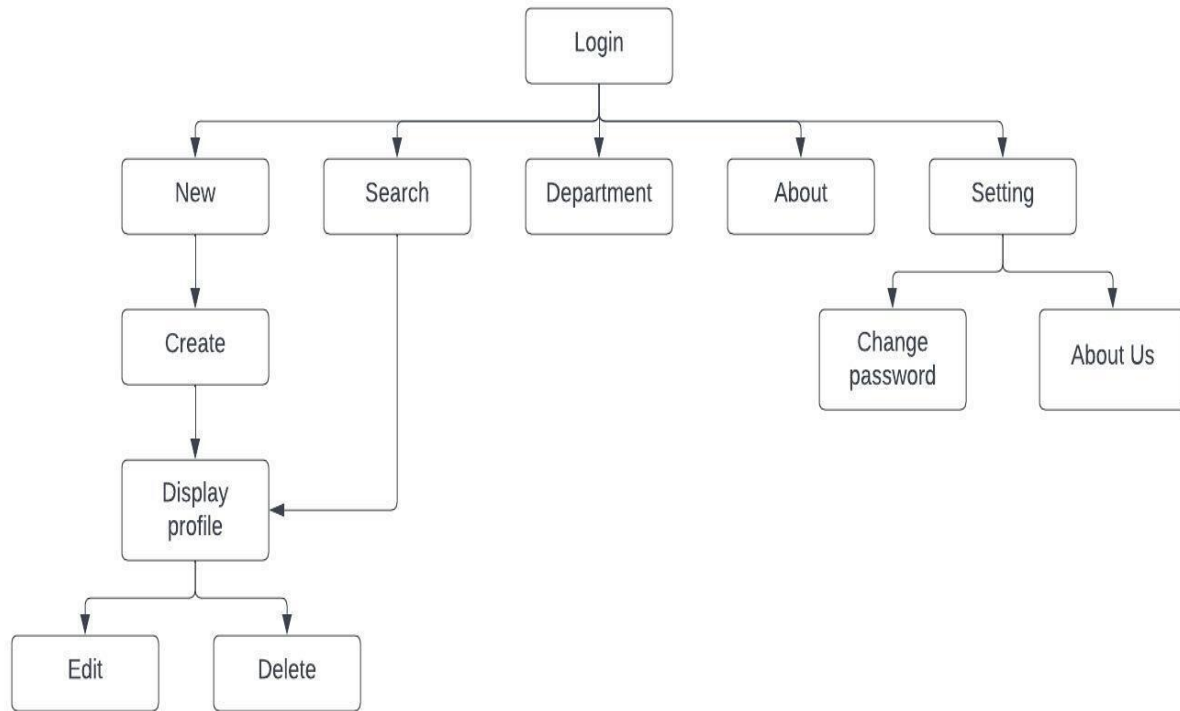 Login
New
Search
Department
About
Setting
Create
Change
password
About Us
Display
profile
Edit
Delete